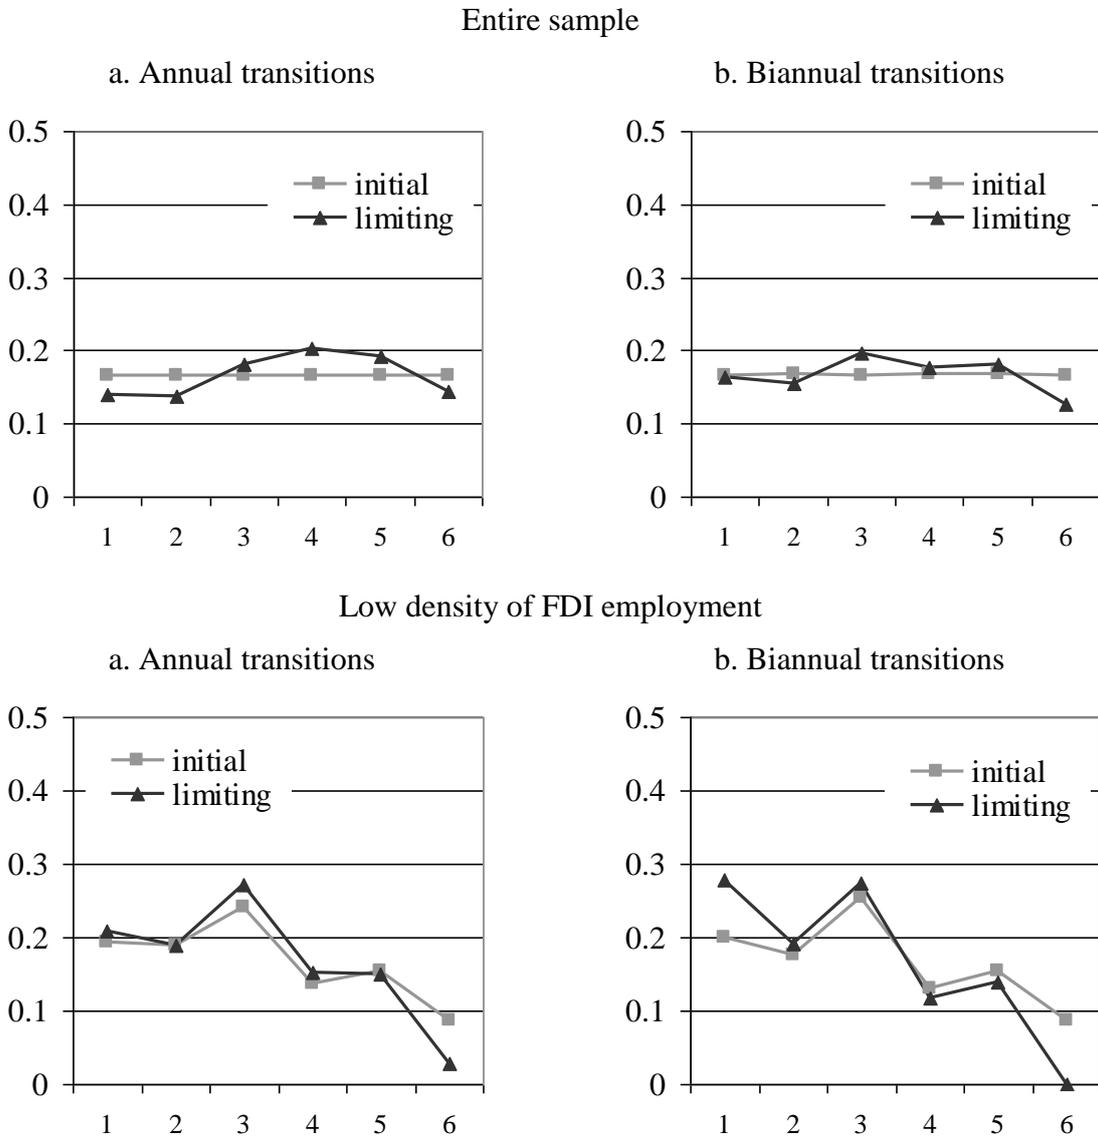 Entire sample
a. Annual transitions
b. Biannual transitions
0.5
0.4
0.3
0.2
0.1
0
initial
limiting
1 2 3 4 5 6
0.5
0.4
0.3
0.2
0.1
0
initial
limiting
1 2 3 4 5 6
Low density of FDI employment
a. Annual transitions
b. Biannual transitions
0.5
0.4
0.3
0.2
0.1
0
initial
limiting
1 2 3 4 5 6
0.5
0.4
0.3
0.2
0.1
0
initial
limiting
1 2 3 4 5 6